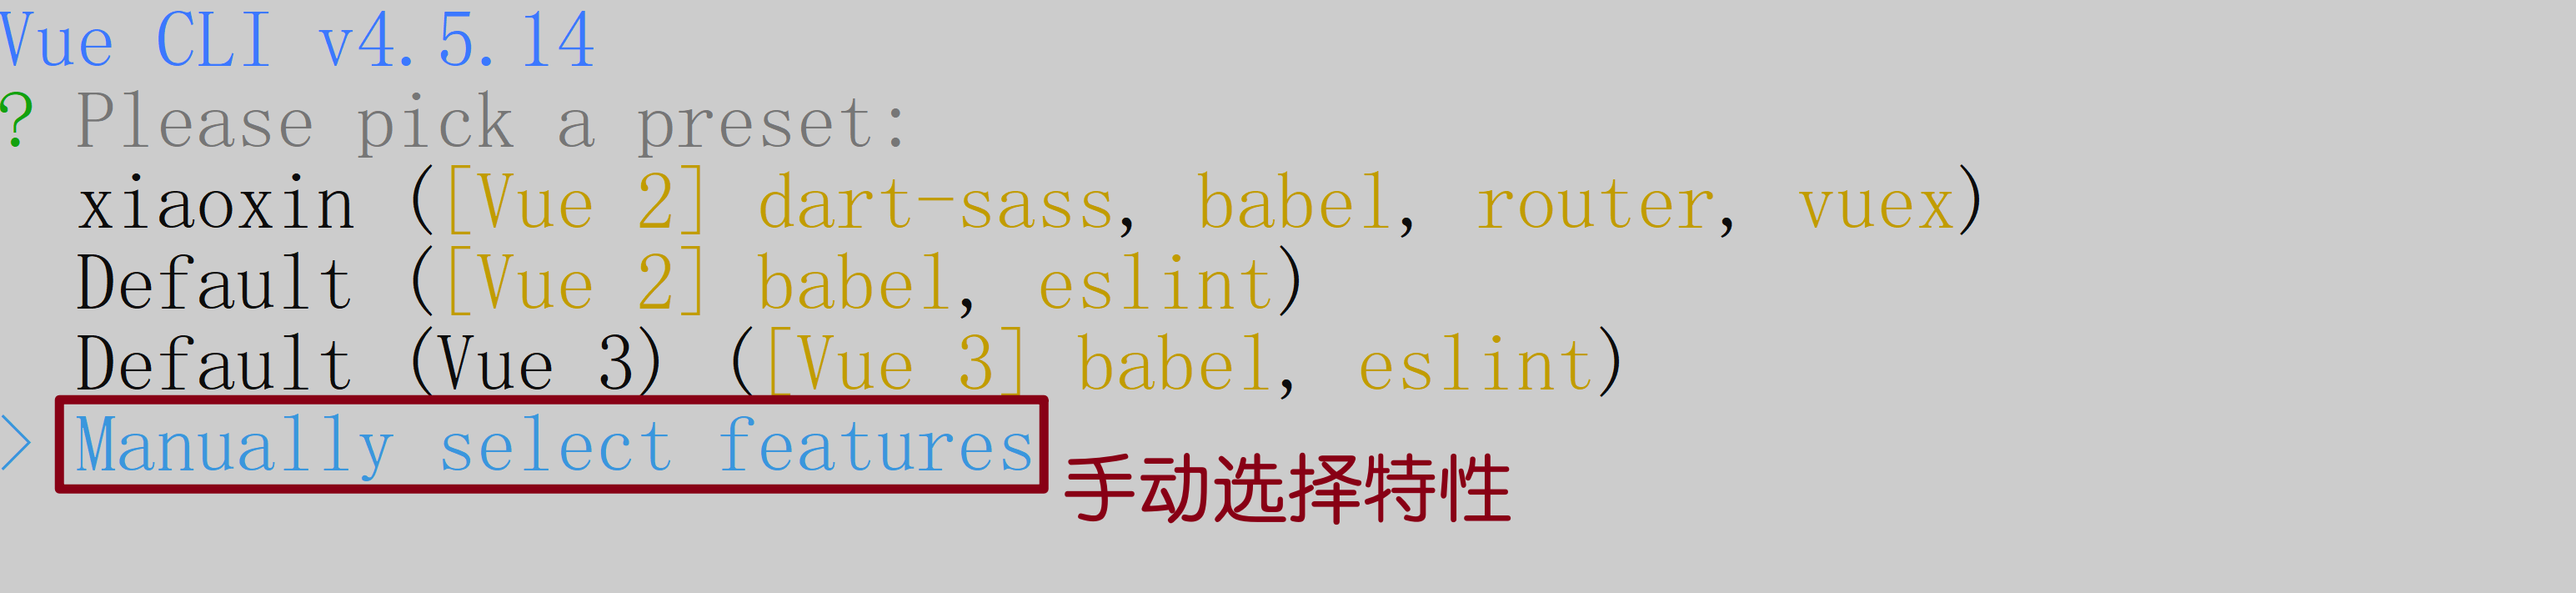 Vue CLI v4.5.14
? Please pick a preset:
xiaoxin ([Vue 2] dart-sass, babel, router, vuex)
Default ([Vue 2] babel, eslint)
Default (Vue 3) ([Vue 3] babel, eslint)
> Manually select features
手动选择特性